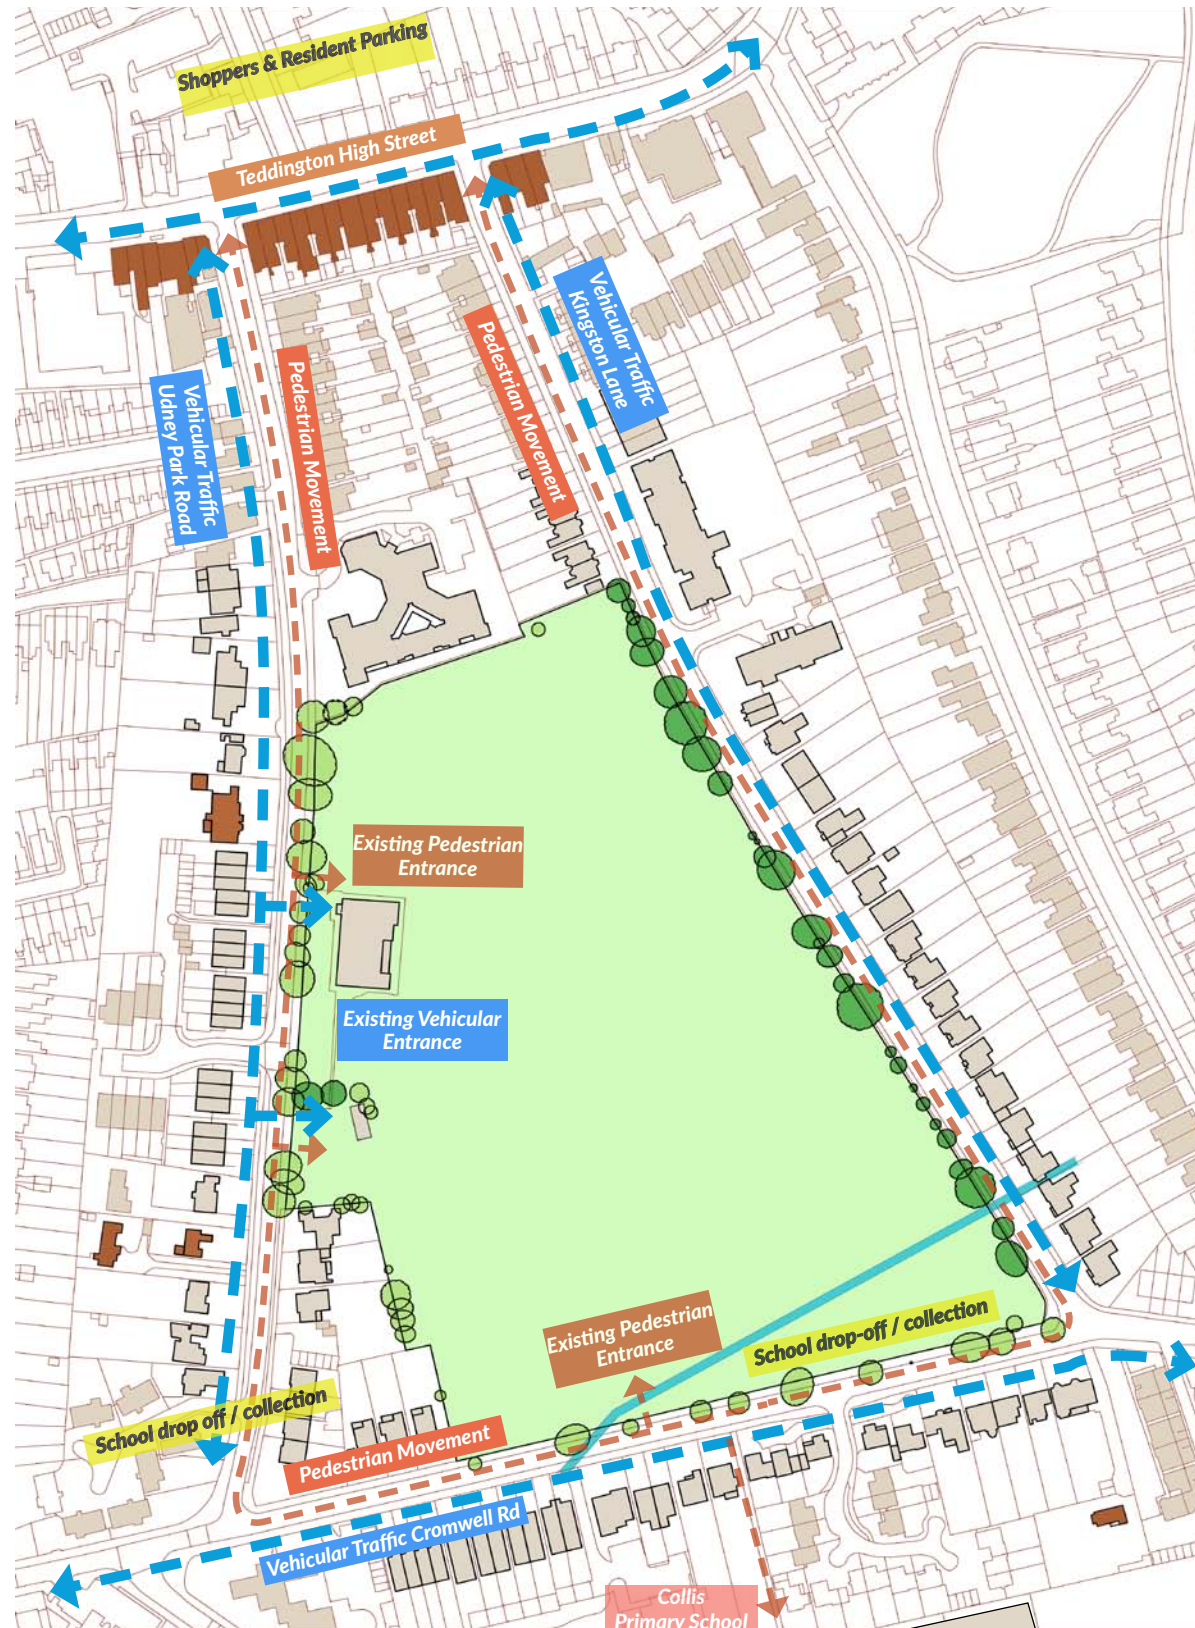 Shoppers & Resident Parking
Teddington High Street
Vehicular Traffic
Kingston Lane
Pedestrian Movement
Pedestrian Movement
Vehicular Traffic
Udney Park Road
Existing Pedestrian
Entrance
Existing Vehicular
Entrance
Existing Pedestrian
Entrance
School drop-off / collection
School drop off / collection
Pedestrian Movement
Vehicular Traffic Cromwell Rd
Collis
Primary School